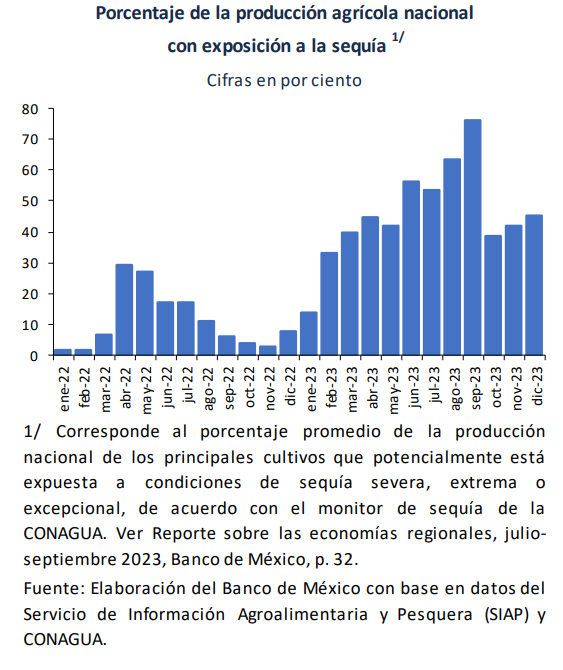 Porcentaje de la producción agrícola nacional
con exposición a la sequía 1/
Cifras en por ciento
80
70
60
50
40
30
20
10
0
ene-22
feb-22
mar-22
abr-22
may-22
jun-22
jul-22
ago-22
sep-22
oct-22
nov-22
dic-22
ene-23
feb-23
mar-23
abr-23
may-23
jun-23
jul-23
ago-23
sep-23
oct-23
nov-23
dic-23
1/ Corresponde al porcentaje promedio de la producción
nacional de los principales cultivos que potencialmente está
expuesta a condiciones de sequía severa, extrema o
excepcional, de acuerdo con el monitor de sequía de la
CONAGUA. Ver Reporte sobre las economías regionales, julio-
septiembre 2023, Banco de México, p. 32.
Fuente: Elaboración del Banco de México con base en datos del
Servicio de Información Agroalimentaria y Pesquera (SIAP) y
CONAGUA.